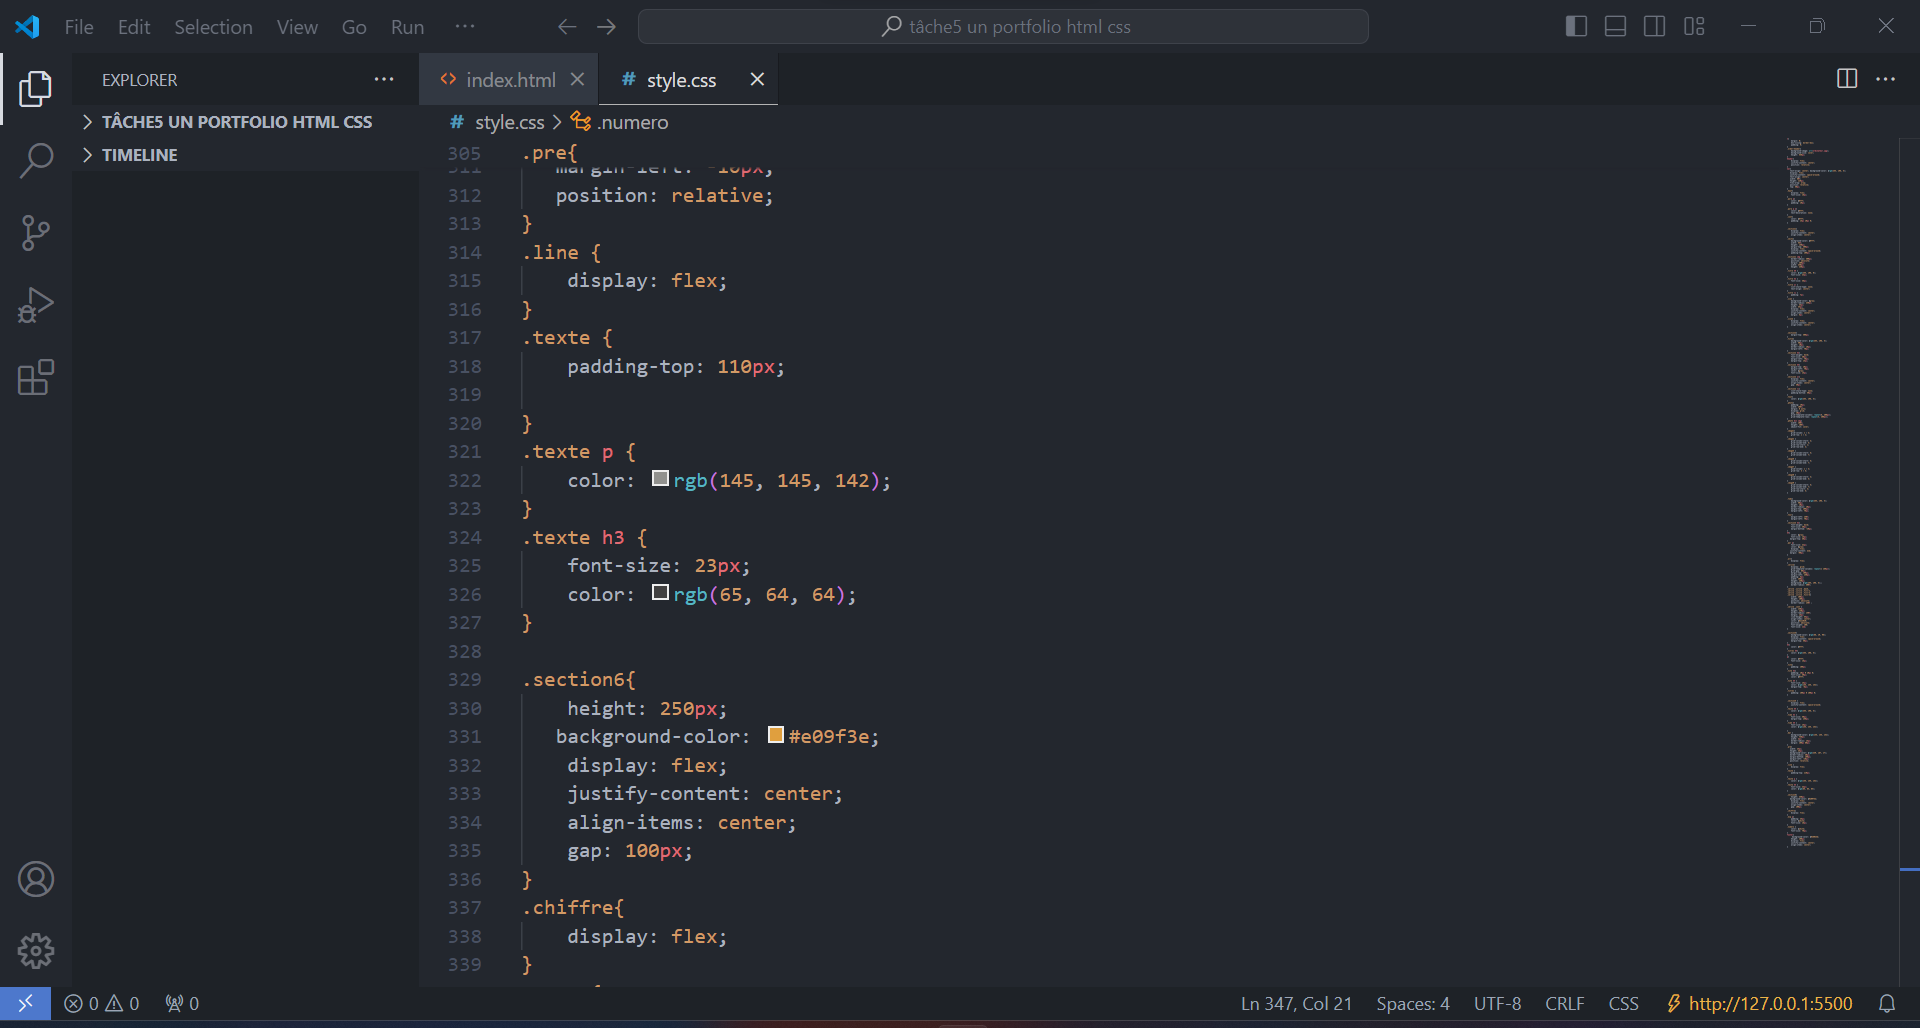 File Edit Selection View Go Run ···
tâche5 un portfolio html css
EXPLORER ···
TÂCHE5 UN PORTFOLIO HTML CSS
TIMELINE
<> index.html
# style.css
# style.css > .numero
305 .pre{
311 margin-left: -10px;
312 position: relative;
313 }
314 .line {
315 display: flex;
316 }
317 .texte {
318 padding-top: 110px;
319
320 }
321 .texte p {
322 color: rgb(145, 145, 142);
323 }
324 .texte h3 {
325 font-size: 23px;
326 color: rgb(65, 64, 64);
327 }
328
329 .section6{
330 height: 250px;
331 background-color: #e09f3e;
332 display: flex;
333 justify-content: center;
334 align-items: center;
335 gap: 100px;
336 }
337 .chiffre{
338 display: flex;
339 }
0 0 0 Ln 347, Col 21 Spaces: 4 UTF-8 CRLF CSS http://127.0.0.1:5500